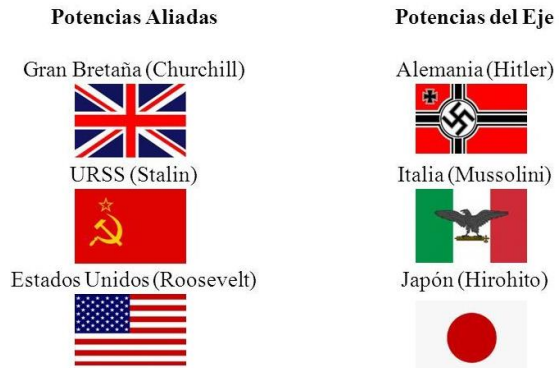 Potencias Aliadas
Potencias del Eje
Gran Bretaña (Churchill)
Alemania (Hitler)
URSS (Stalin)
Italia (Mussolini)
Estados Unidos (Roosevelt)
Japón (Hirohito)